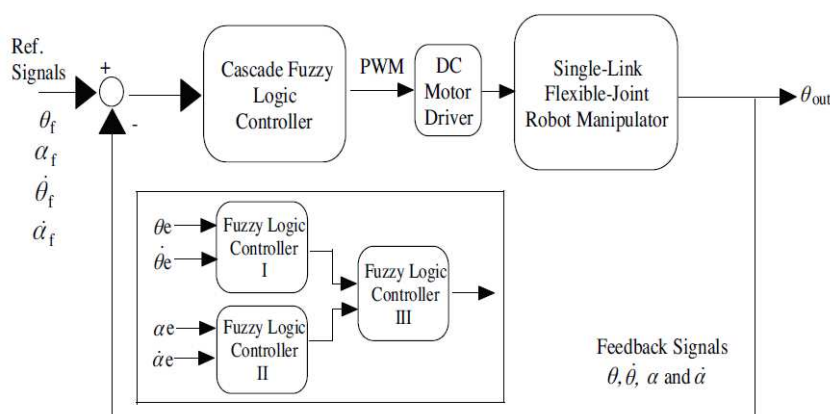 Ref.
Signals
+
-
θf
αf
θ̇f
α̇f
Cascade Fuzzy
Logic
Controller
PWM
DC
Motor
Driver
Single-Link
Flexible-Joint
Robot Manipulator
θout
θe
θ̇e
Fuzzy Logic
Controller
I
αe
α̇e
Fuzzy Logic
Controller
II
Fuzzy Logic
Controller
III
Feedback Signals
θ, θ̇, α and α̇